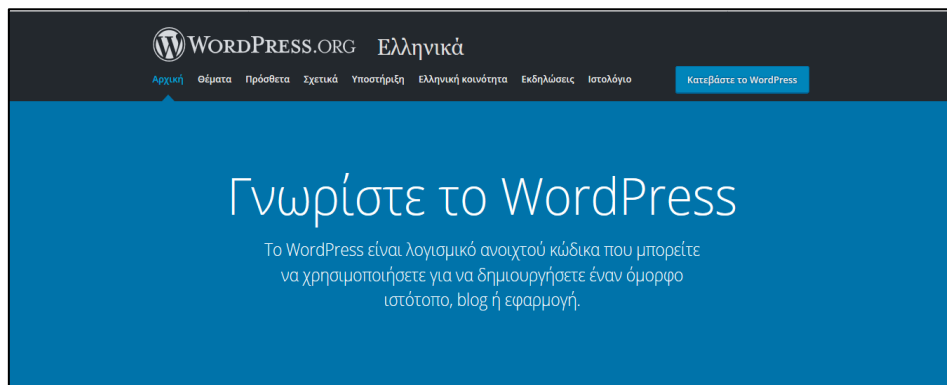 WORDPRESS.ORG Ελληνικά
Αρχική Θέματα Πρόσθετα Σχετικά Υποστήριξη Ελληνική κοινότητα Εκδηλώσεις Ιστολόγιο Κατεβάστε το WordPress
Γνωρίστε το WordPress
Το WordPress είναι λογισμικό ανοιχτού κώδικα που μπορείτε
να χρησιμοποιήσετε για να δημιουργήσετε έναν όμορφο
ιστότοπο, blog ή εφαρμογή.